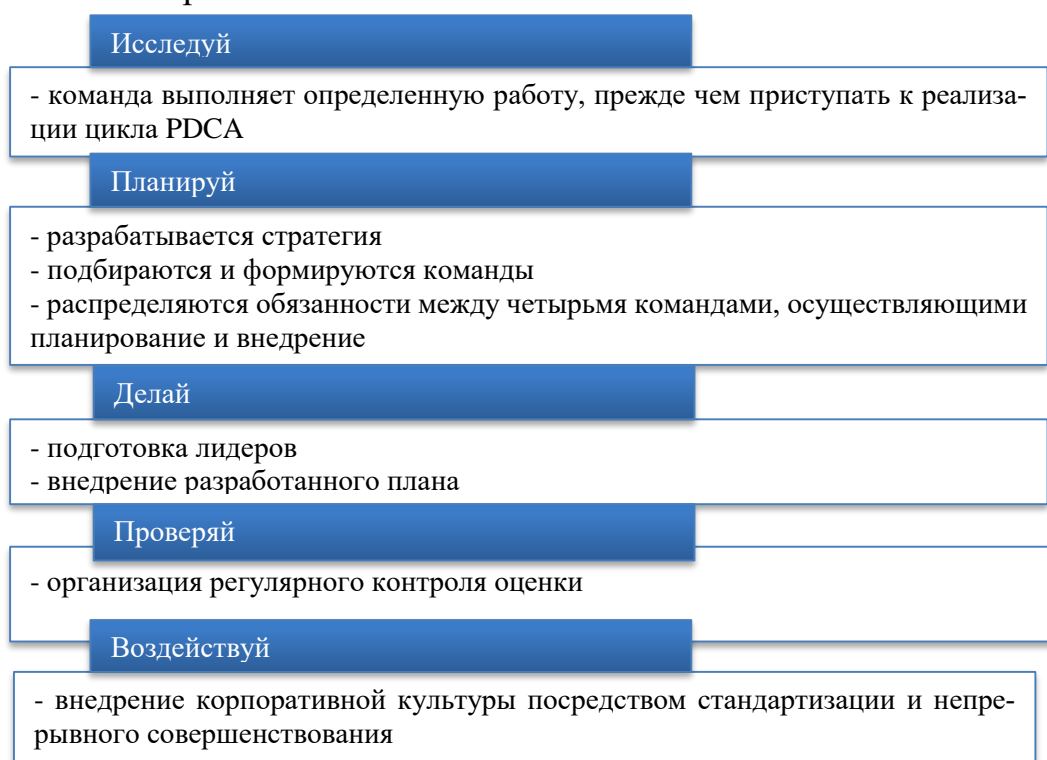 Исследуй
- команда выполняет определенную работу, прежде чем приступать к реализа-
ции цикла PDCA
Планируй
- разрабатывается стратегия
- подбираются и формируются команды
- распределяются обязанности между четырьмя командами, осуществляющими
планирование и внедрение
Делай
- подготовка лидеров
- внедрение разработанного плана
Проверяй
- организация регулярного контроля оценки
Воздействуй
- внедрение корпоративной культуры посредством стандартизации и непре-
рывного совершенствования